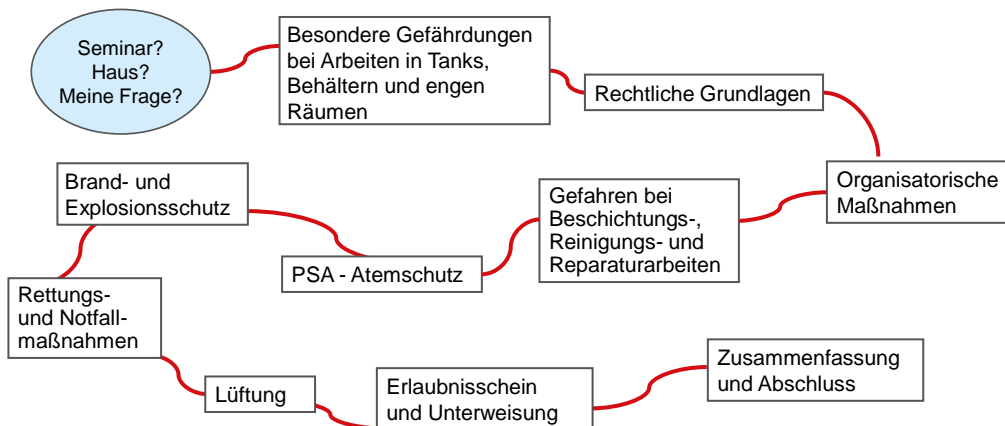 Seminar?
Haus?
Meine Frage?
Besondere Gefährdungen
bei Arbeiten in Tanks,
Behältern und engen
Räumen
Rechtliche Grundlagen
Organisatorische
Maßnahmen
Gefahren bei
Beschichtungs-,
Reinigungs- und
Reparaturarbeiten
PSA - Atemschutz
Brand- und
Explosionsschutz
Rettungs-
und Notfall-
maßnahmen
Lüftung
Erlaubnisschein
und Unterweisung
Zusammenfassung
und Abschluss